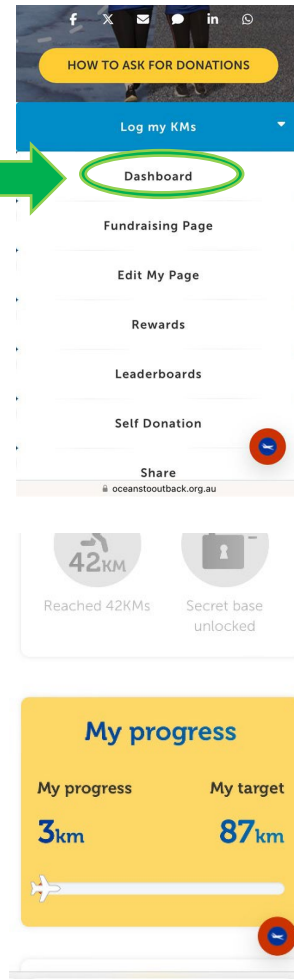 HOW TO ASK FOR DONATIONS
Log my KMs
Dashboard
Fundraising Page
Edit My Page
Rewards
Leaderboards
Self Donation
Share
oceanstooutback.org.au
42KM
Reached 42KMs
Secret base
unlocked
My progress
My progress My target
3km 87km